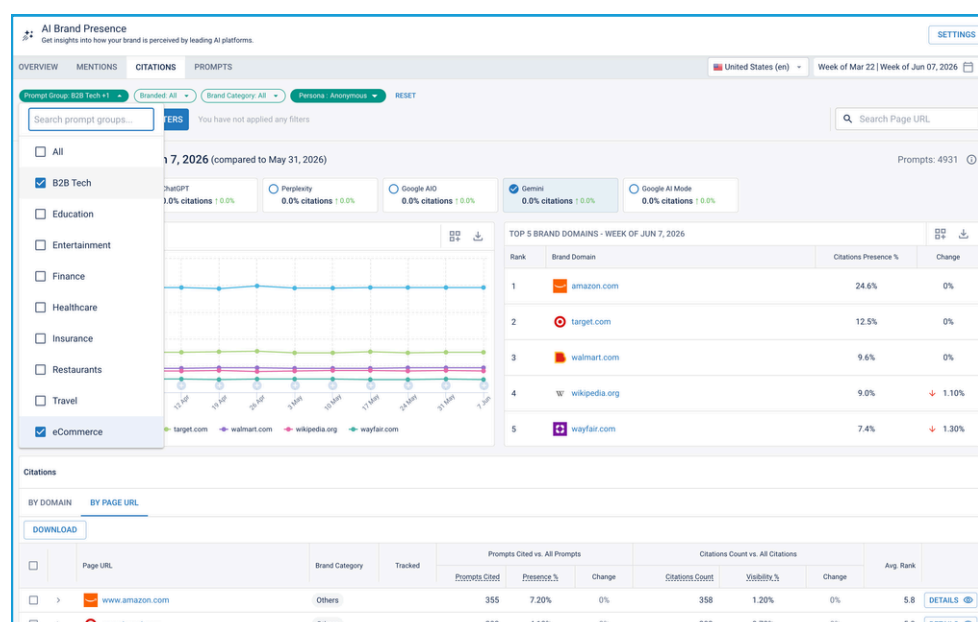 AI Brand Presence
Get insights into how your brand is perceived by leading AI platforms.
SETTINGS
OVERVIEW MENTIONS CITATIONS PROMPTS
United States (en)
Week of Mar 22 | Week of Jun 07, 2026
Prompt Group: B2B Tech +1
Branded: All
Brand Category: All
Persona : Anonymous
RESET
Search prompt groups...
TERS
You have not applied any filters
Search Page URL
All
B2B Tech
Education
Entertainment
Finance
Healthcare
Insurance
Restaurants
Travel
eCommerce
7, 2026 (compared to May 31, 2026)
Prompts: 4931
ChatGPT
0.0% citations ↑ 0.0%
Perplexity
0.0% citations ↑ 0.0%
Google AIO
0.0% citations ↑ 0.0%
Gemini
0.0% citations ↑ 0.0%
Google AI Mode
0.0% citations ↑ 0.0%
12 Apr 19 Apr 26 Apr 3 May 10 May 17 May 24 May 31 May 7 Jun
target.com walmart.com wikipedia.org wayfair.com
TOP 5 BRAND DOMAINS - WEEK OF JUN 7, 2026
Rank Brand Domain Citations Presence % Change
1 amazon.com 24.6% 0%
2 target.com 12.5% 0%
3 walmart.com 9.6% 0%
4 W wikipedia.org 9.0% ↓ 1.10%
5 wayfair.com 7.4% ↓ 1.30%
Citations
BY DOMAIN BY PAGE URL
DOWNLOAD
Prompts Cited vs. All Prompts Citations Count vs. All Citations
Page URL Brand Category Tracked Avg. Rank
Prompts Cited Presence % Change Citations Count Visibility % Change
www.amazon.com Others 355 7.20% 0% 358 1.20% 0% 5.8 DETAILS